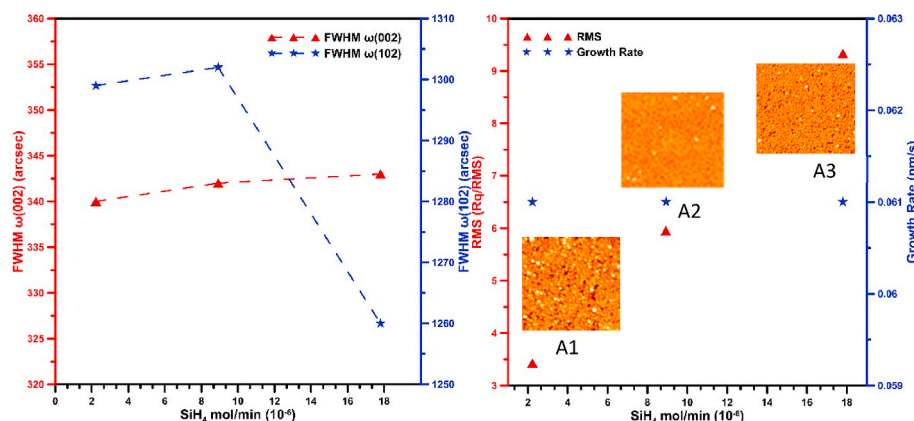 360
355
350
345
340
335
330
325
320
FWHM ω(002) (arcsec)
FWHM ω(002)
FWHM ω(102)
1310
1300
1290
1280
1270
1260
1250
FWHM ω(102) (arcsec)
0 2 4 6 8 10 12 14 16 18
SiH₄ mol/min (10⁻⁶)
10
9
8
7
6
5
4
3
RMS (Rq/RMS)
RMS
Growth Rate
A3
A2
A1
0.063
0.062
0.061
0.06
0.059
Growth Rate (nm/s)
2 4 6 8 10 12 14 16 18
SiH₄ mol/min (10⁻⁶)